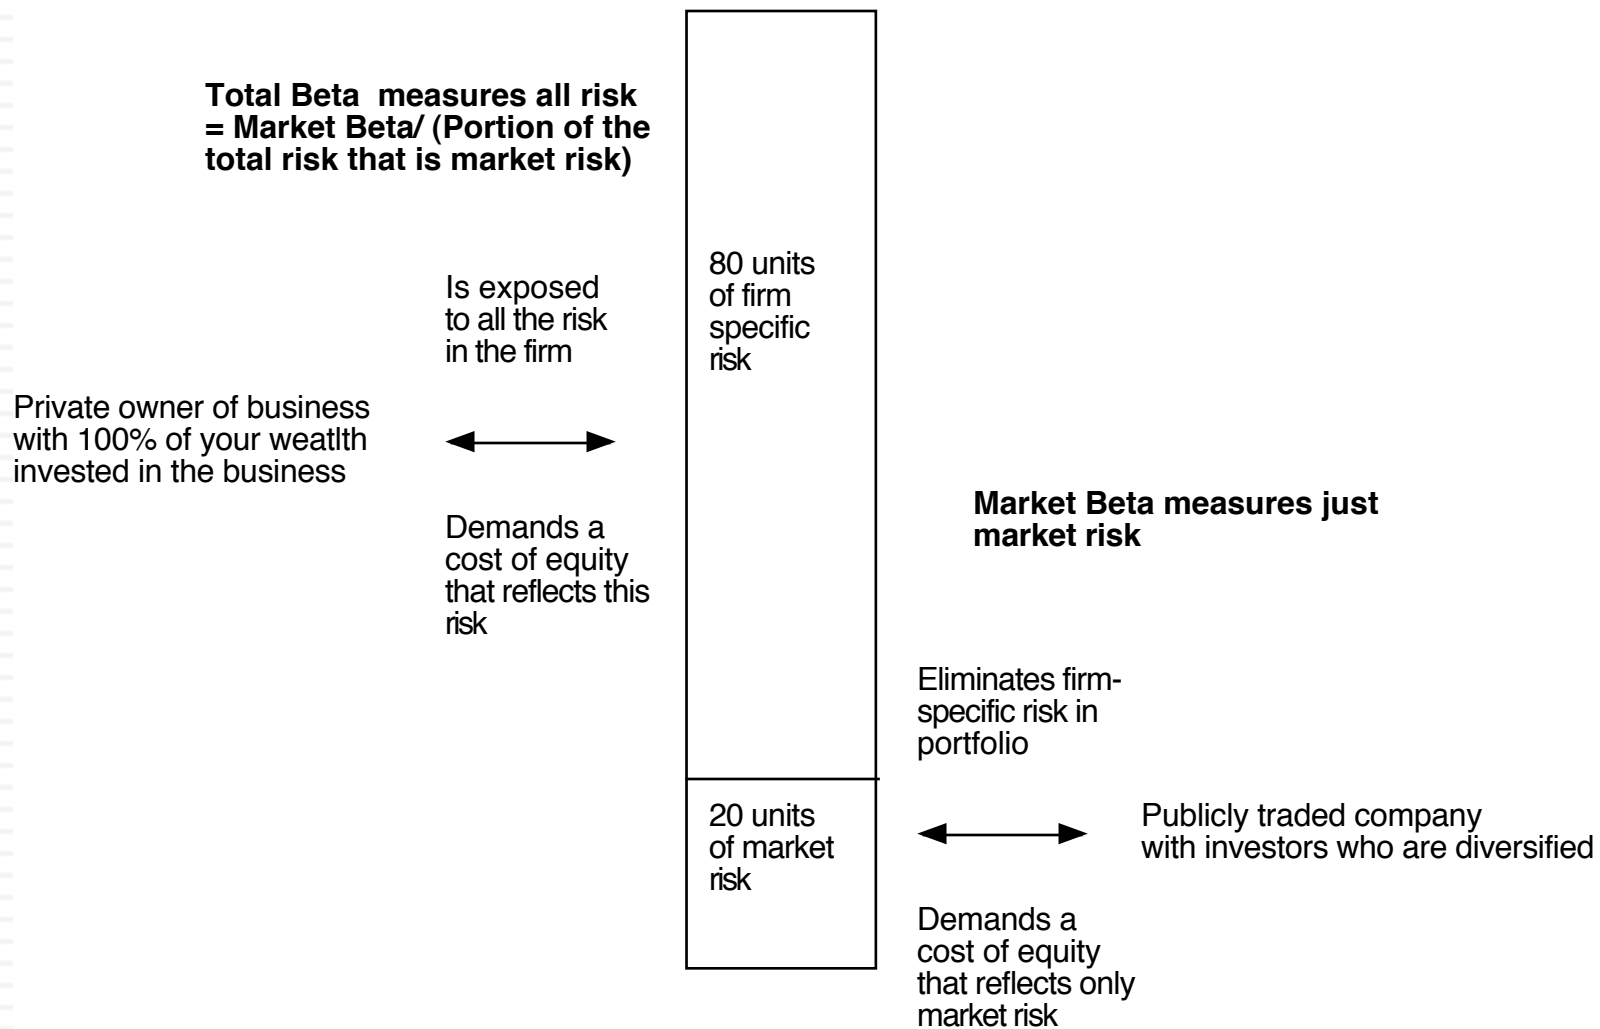 Total Beta  measures all risk
= Market Beta/ (Portion of the
total risk that is market risk)
80 units
of firm
specific
risk
Is exposed
to all the risk
in the firm
Private owner of business
with 100% of your weatlth
invested in the business
Demands a
cost of equity
that reflects this
risk
Market Beta measures just
market risk
Eliminates firm-
specific risk in
portfolio
20 units
of market
risk
Publicly traded company
with investors who are diversified
Demands a
cost of equity
that reflects only
market risk